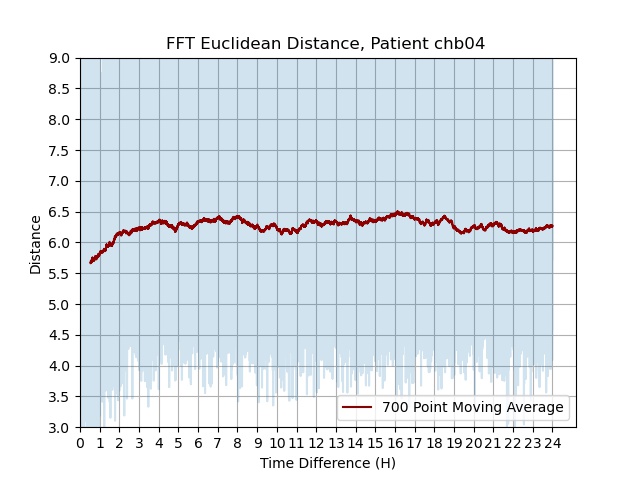 FFT Euclidean Distance, Patient chb04
Distance
9.0
8.5
8.0
7.5
7.0
6.5
6.0
5.5
5.0
4.5
4.0
3.5
3.0
700 Point Moving Average
0 1 2 3 4 5 6 7 8 9 10 11 12 13 14 15 16 17 18 19 20 21 22 23 24
Time Difference (H)